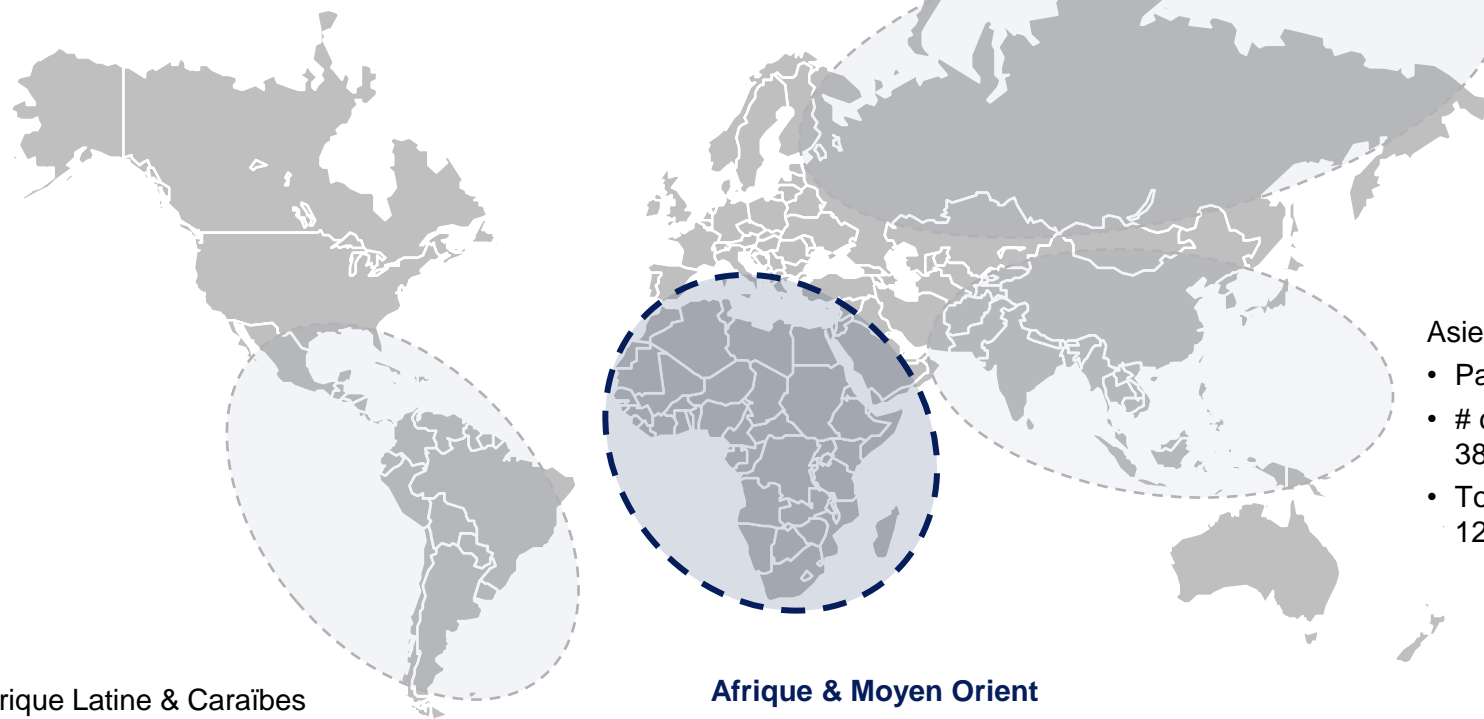 Asie
• Pa
• # d
38
• To
12
rique Latine & Caraïbes
Afrique & Moyen Orient